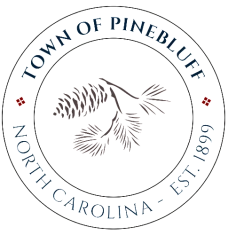 TOWN OF PINEBLUFF
NORTH CAROLINA - EST. 1899